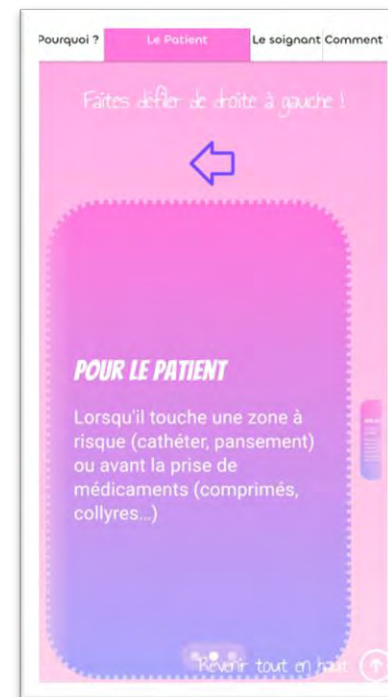 Pourquoi ? Le Patient Le soignant Comment
Faites défiler de droite à gauche !
POUR LE PATIENT
Lorsqu'il touche une zone à
risque (cathéter, pansement)
ou avant la prise de
médicaments (comprimés,
collyres...)
Revenir tout en haut